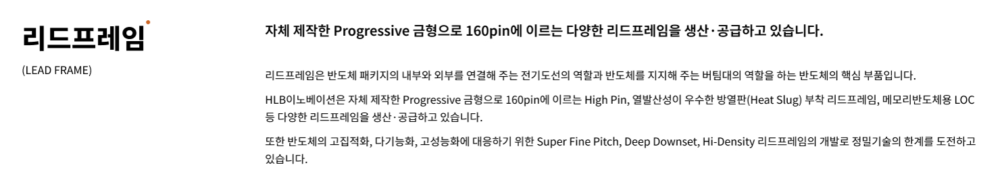 리드프레임
(LEAD FRAME)
자체 제작한 Progressive 금형으로 160pin에 이르는 다양한 리드프레임을 생산·공급하고 있습니다.
리드프레임은 반도체 패키지의 내부와 외부를 연결해 주는 전기도선의 역할과 반도체를 지지해 주는 버팀대의 역할을 하는 반도체의 핵심 부품입니다.
HLB이노베이션은 자체 제작한 Progressive 금형으로 160pin에 이르는 High Pin, 열발산성이 우수한 방열판(Heat Slug) 부착 리드프레임, 메모리반도체용 LOC
등 다양한 리드프레임을 생산·공급하고 있습니다.
또한 반도체의 고집적화, 다기능화, 고성능화에 대응하기 위한 Super Fine Pitch, Deep Downset, Hi-Density 리드프레임의 개발로 정밀기술의 한계를 도전하고
있습니다.